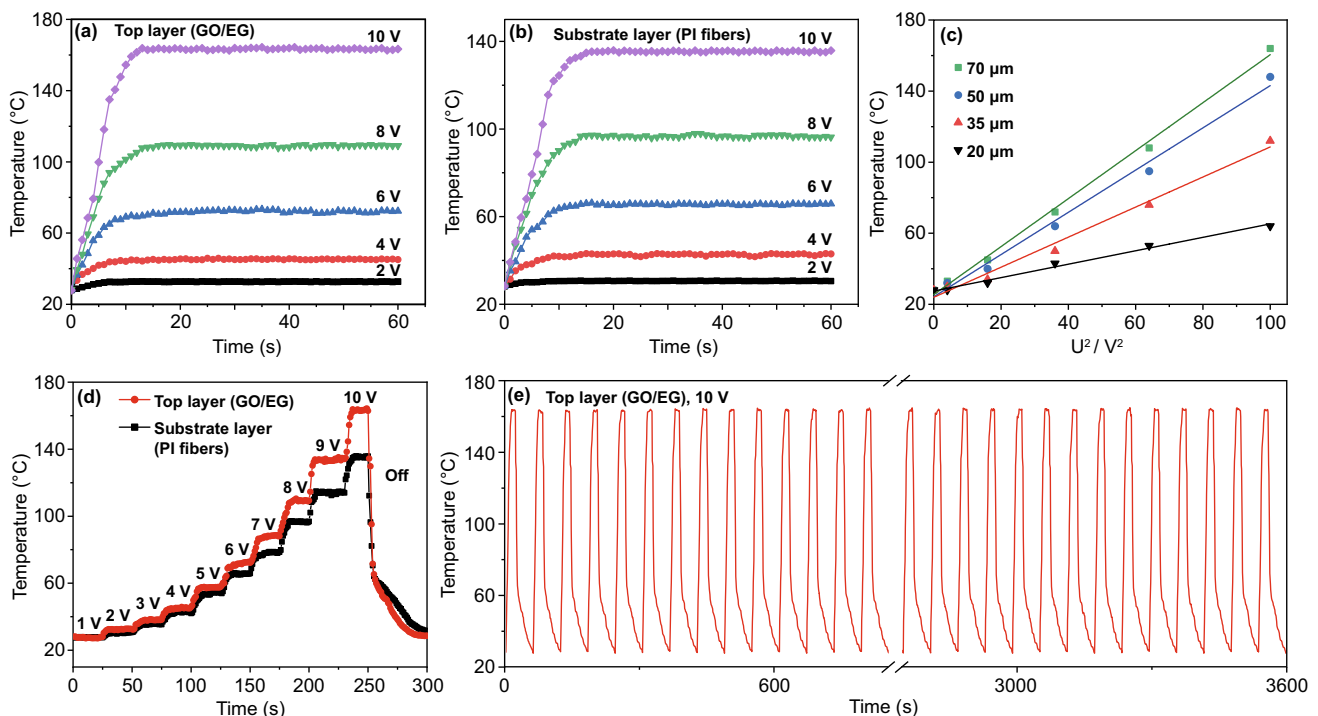 (a) Top layer (GO/EG)
180
140
100
60
20
Temperature (°C)
10 V
8 V
6 V
4 V
2 V
0 20 40 60
Time (s)
(b) Substrate layer (PI fibers)
140
100
60
20
Temperature (°C)
10 V
8 V
6 V
4 V
2 V
0 20 40 60
Time (s)
(c)
70 μm
50 μm
35 μm
20 μm
180
140
100
60
20
Temperature (°C)
0 20 40 60 80 100
U² / V²
(d) Top layer (GO/EG)
Substrate layer
(PI fibers)
180
140
100
60
20
Temperature (°C)
1 V
2 V
3 V
4 V
5 V
6 V
7 V
8 V
9 V
10 V
Off
0 50 100 150 200 250 300
Time (s)
(e) Top layer (GO/EG), 10 V
180
140
100
60
20
Temperature (°C)
0 600 3000 3600
Time (s)